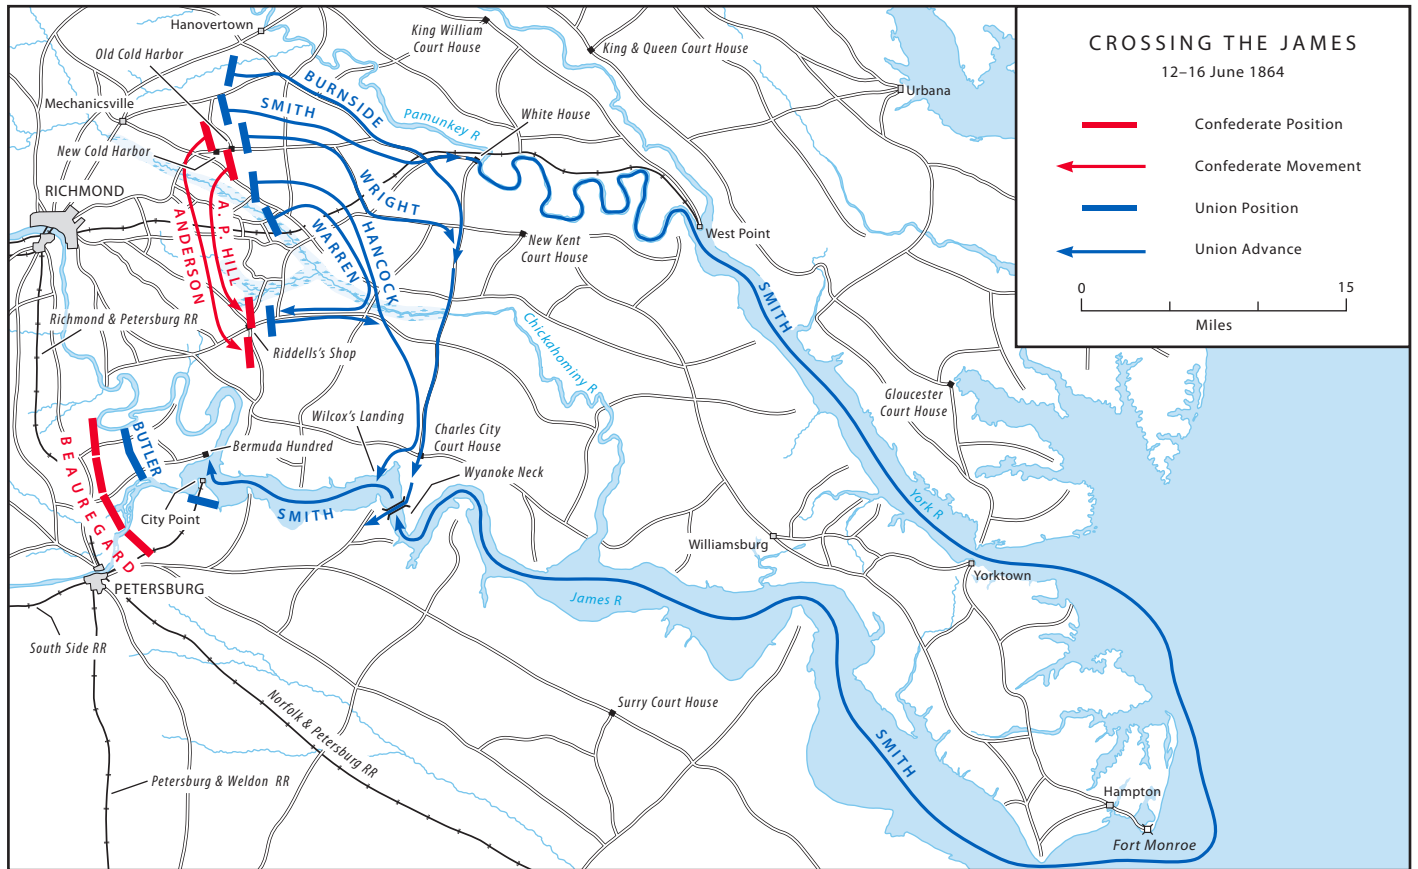 CROSSING THE JAMES
12–16 June 1864
Confederate Position
Confederate Movement
Union Position
Union Advance
0
15
Miles
Hanovertown
King William
Court House
King & Queen Court House
Old Cold Harbor
BURNSIDE
SMITH
Urbana
Mechanicsville
Pamunkey R
White House
New Cold Harbor
RICHMOND
WRIGHT
A. P. HILL
ANDERSON
WARREN
HANCOCK
New Kent
Court House
West Point
SMITH
Richmond & Petersburg RR
Riddells's Shop
Chickahominy R
Gloucester
Court House
Wilcox's Landing
Charles City
Court House
BUTLER
BEAUREGARD
Bermuda Hundred
Wyanoke Neck
City Point
SMITH
York R
Williamsburg
Yorktown
PETERSBURG
James R
South Side RR
Norfolk & Petersburg RR
Surry Court House
SMITH
Petersburg & Weldon RR
Hampton
Fort Monroe